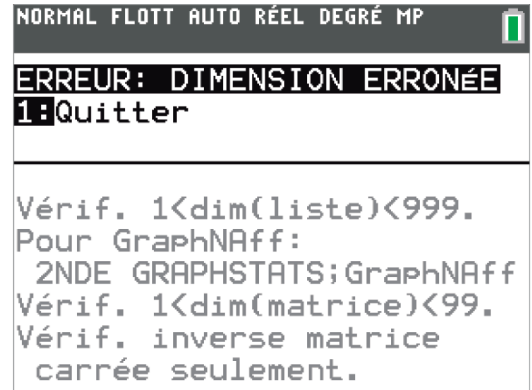 NORMAL FLOTT AUTO RÉEL DEGRÉ MP
ERREUR: DIMENSION ERRONéE
1:Quitter
Vérif. 1<dim(liste)<999.
Pour GraphNAff:
2NDE GRAPHSTATS;GraphNAff
Vérif. 1<dim(matrice)<99.
Vérif. inverse matrice
carrée seulement.